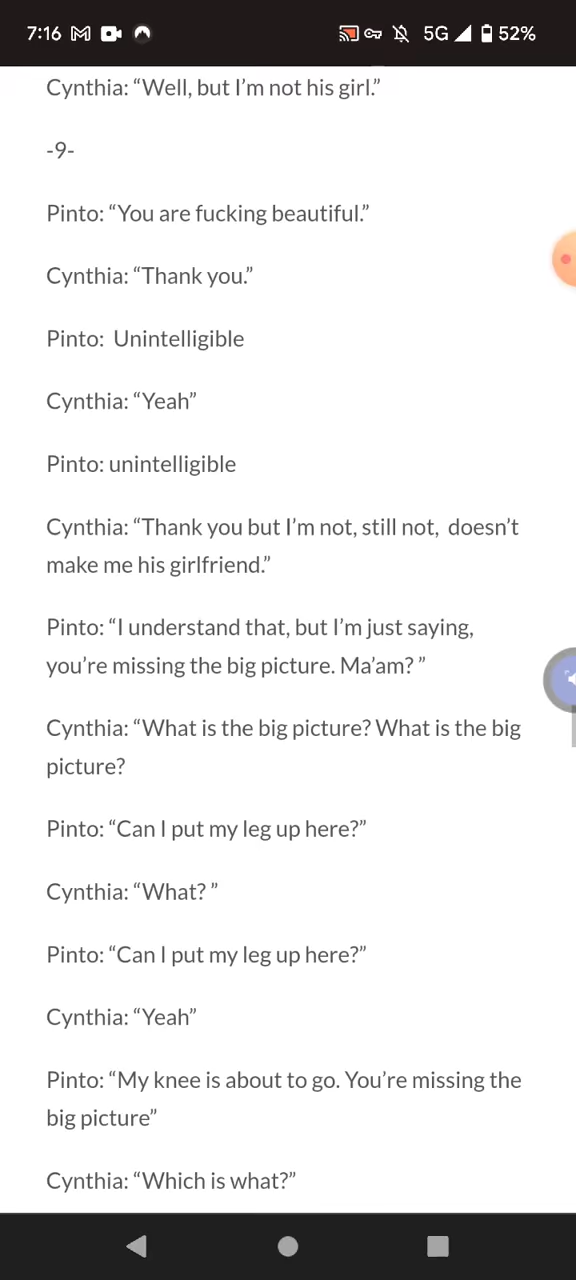 7:16 5G 52%
Cynthia: “Well, but I’m not his girl.”
-9-
Pinto: “You are fucking beautiful.”
Cynthia: “Thank you.”
Pinto:  Unintelligible
Cynthia: “Yeah”
Pinto: unintelligible
Cynthia: “Thank you but I’m not, still not,  doesn’t
make me his girlfriend.”
Pinto: “I understand that, but I’m just saying,
you’re missing the big picture. Ma’am? ”
Cynthia: “What is the big picture? What is the big
picture?
Pinto: “Can I put my leg up here?”
Cynthia: “What? ”
Pinto: “Can I put my leg up here?”
Cynthia: “Yeah”
Pinto: “My knee is about to go. You’re missing the
big picture”
Cynthia: “Which is what?”